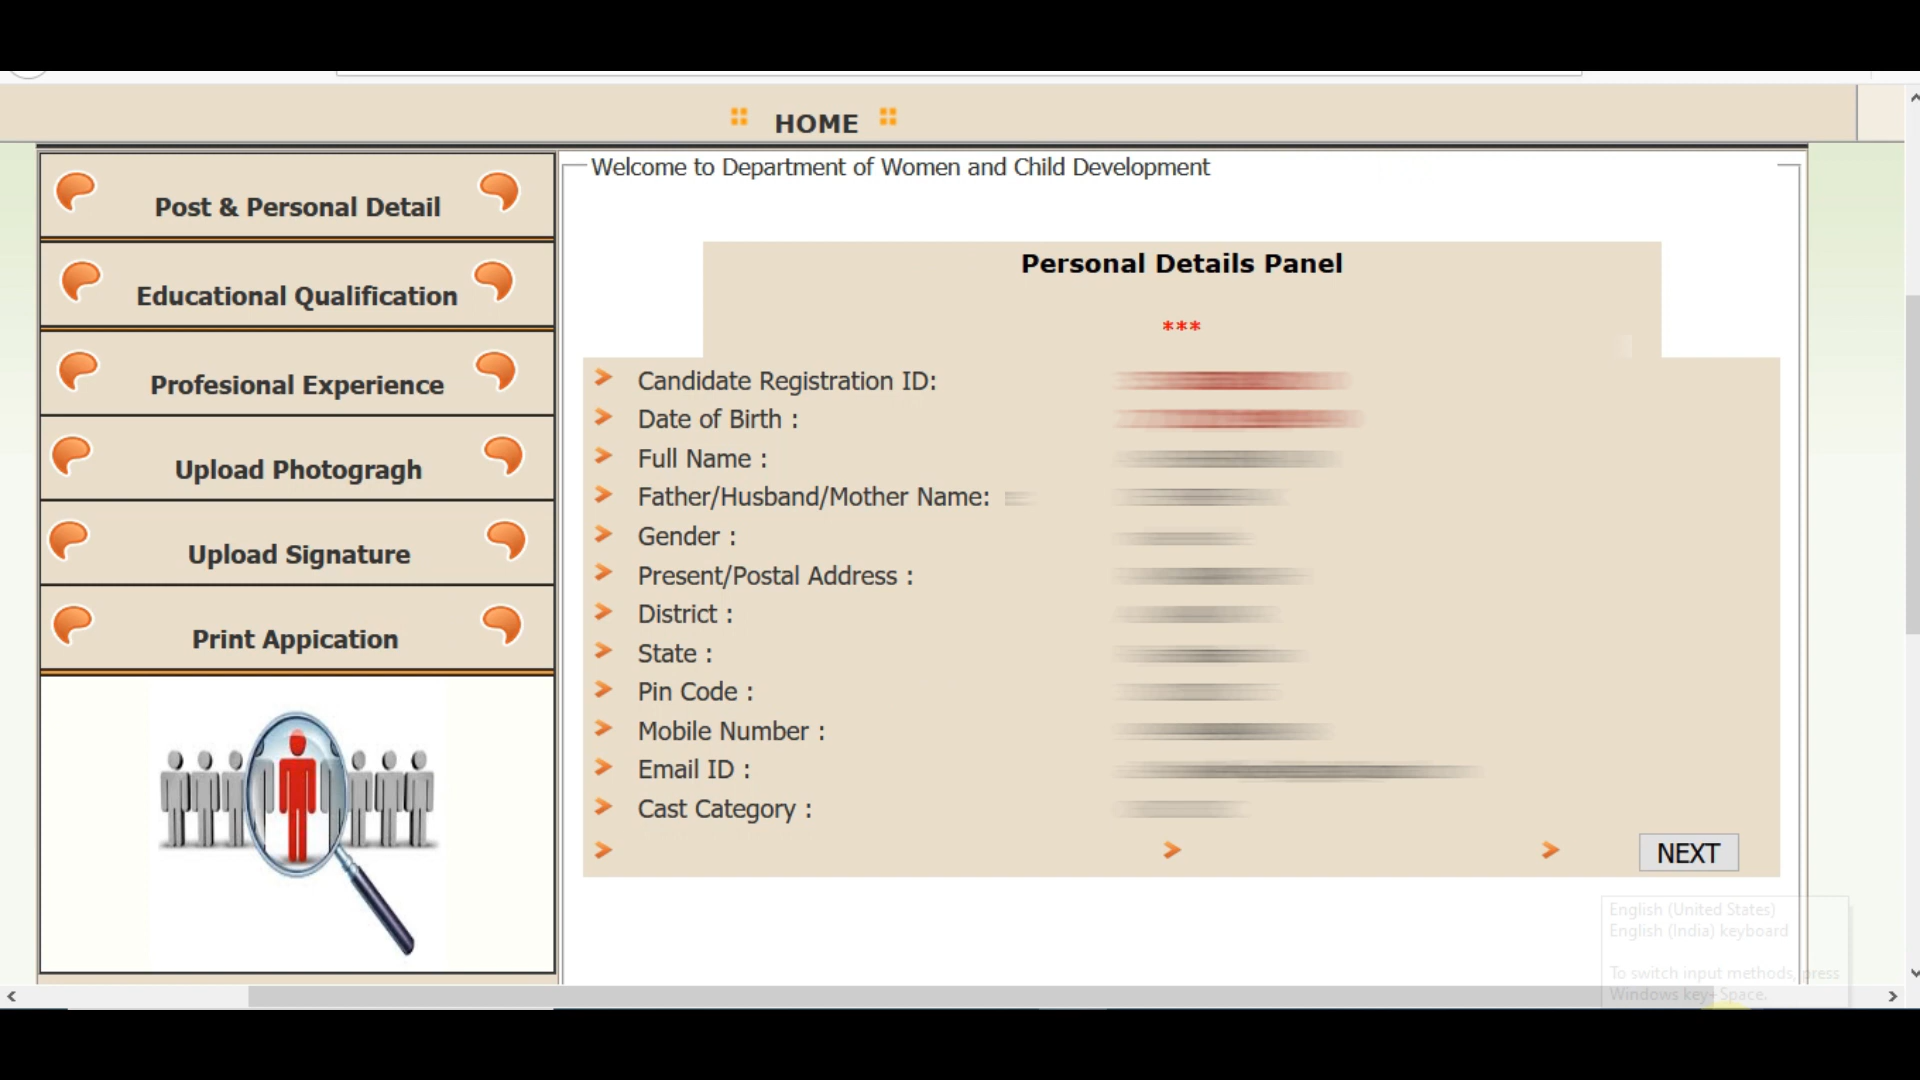 HOME
Post & Personal Detail
Educational Qualification
Profesional Experience
Upload Photogragh
Upload Signature
Print Appication
Welcome to Department of Women and Child Development
Personal Details Panel
***
Candidate Registration ID:
Date of Birth :
Full Name :
Father/Husband/Mother Name:
Gender :
Present/Postal Address :
District :
State :
Pin Code :
Mobile Number :
Email ID :
Cast Category :
NEXT
English (United States)
English (India) keyboard
To switch input methods, press
Windows key+Space.